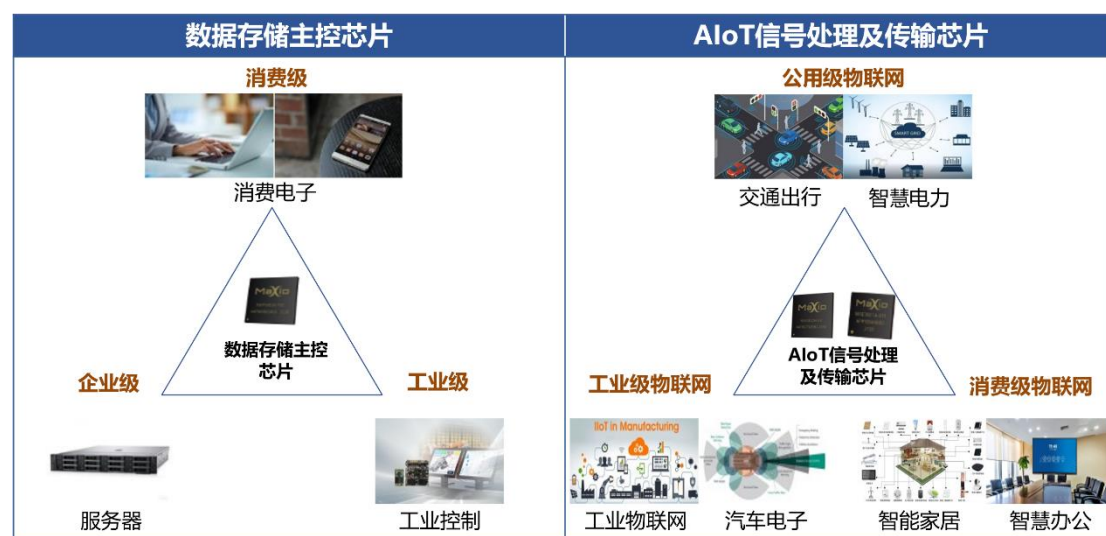 数据存储主控芯片
AIoT信号处理及传输芯片
消费级
消费电子
MaXio
数据存储主控
芯片
企业级
工业级
服务器
工业控制
公用级物联网
SMART GRID
交通出行
智慧电力
MaXio
MaXio
AIoT信号处理
及传输芯片
工业级物联网
消费级物联网
IIoT in Manufacturing
工业物联网
汽车电子
智能家居
智慧办公